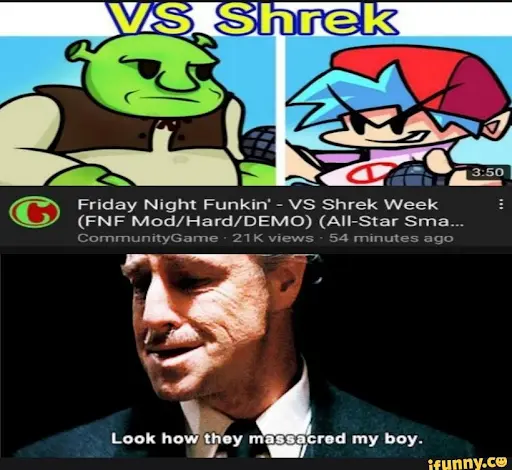 VS Shrek
3:50
Friday Night Funkin' - VS Shrek Week
(FNF Mod/Hard/DEMO) (All-Star Sma...
CommunityGame · 21K views · 54 minutes ago
Look how they massacred my boy.
ifunny.co